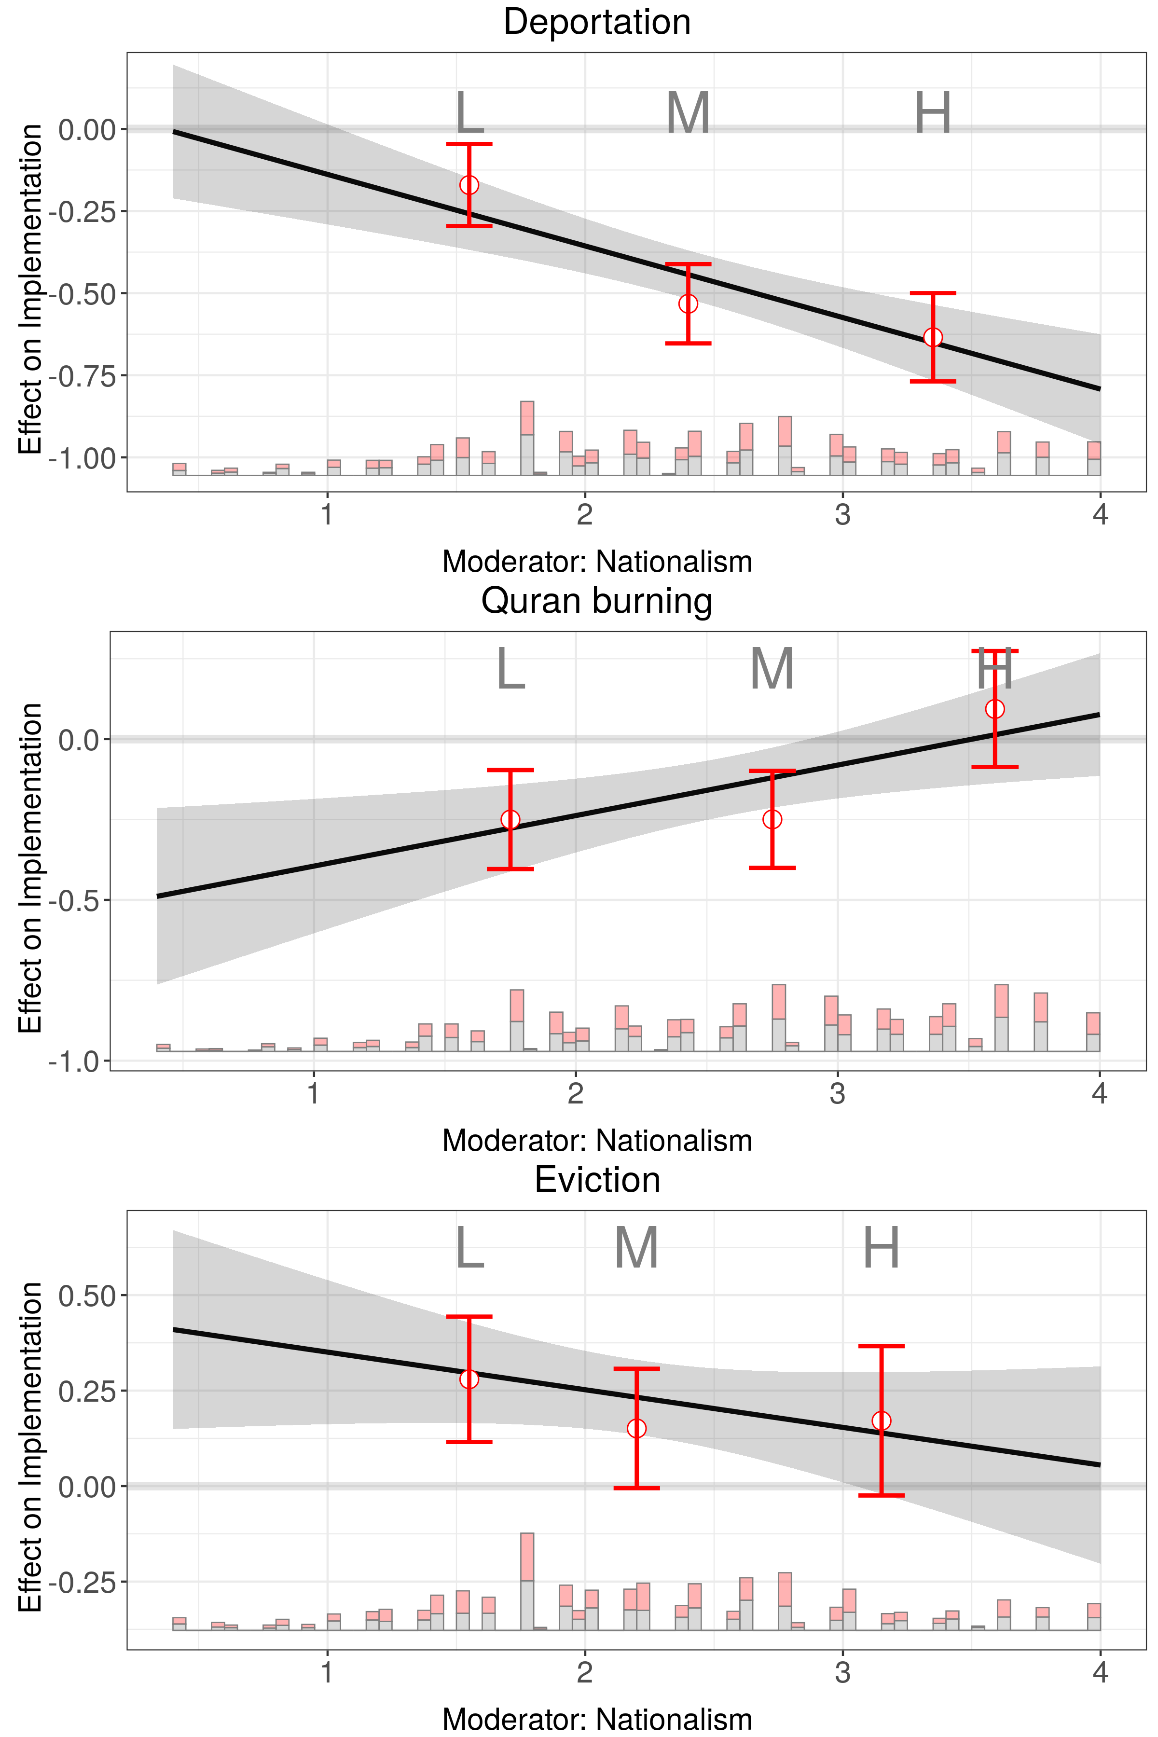 Deportation
L M H
Effect on Implementation
0.00
-0.25
-0.50
-0.75
-1.00
1 2 3 4
Moderator: Nationalism
Quran burning
L M H
Effect on Implementation
0.0
-0.5
-1.0
1 2 3 4
Moderator: Nationalism
Eviction
L M H
Effect on Implementation
0.50
0.25
0.00
-0.25
1 2 3 4
Moderator: Nationalism